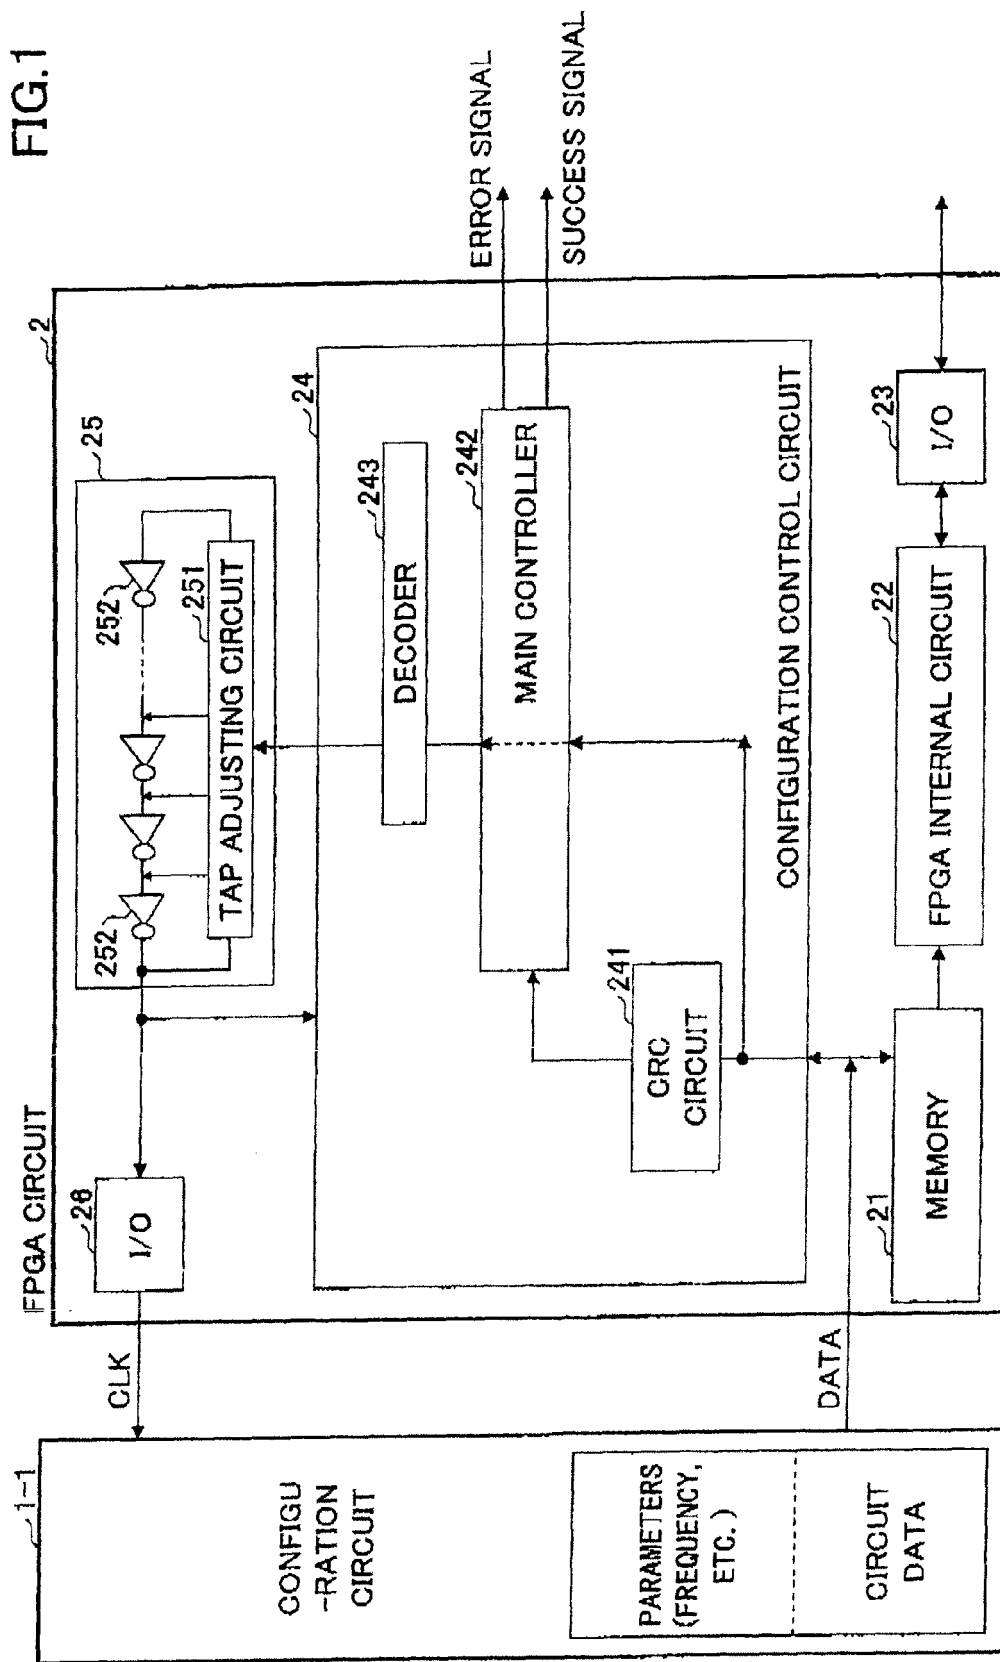 FIG.1
1-1
CONFIGU
-RATION
CIRCUIT
PARAMETERS
(FREQUENCY,
ETC.)
CIRCUIT
DATA
CLK
DATA
FPGA CIRCUIT
2
26
I/O
25
252
252
251
TAP ADJUSTING CIRCUIT
24
243
DECODER
242
MAIN CONTROLLER
241
CRC
CIRCUIT
CONFIGURATION CONTROL CIRCUIT
21
MEMORY
22
FPGA INTERNAL CIRCUIT
23
I/O
ERROR SIGNAL
SUCCESS SIGNAL